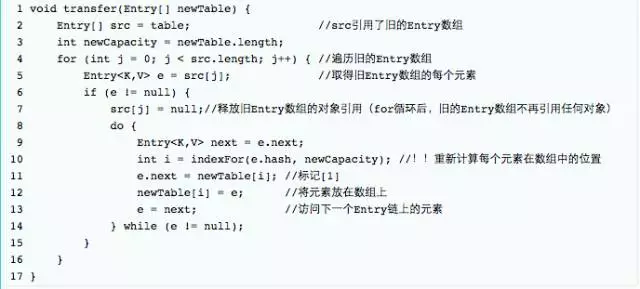 1 void transfer(Entry[] newTable) {
2     Entry[] src = table;                   //src引用了旧的Entry数组
3     int newCapacity = newTable.length;
4     for (int j = 0; j < src.length; j++) { //遍历旧的Entry数组
5         Entry<K,V> e = src[j];             //取得旧Entry数组的每个元素
6         if (e != null) {
7             src[j] = null;//释放旧Entry数组的对象引用（for循环后，旧的Entry数组不再引用任何对象）
8             do {
9                 Entry<K,V> next = e.next;
10                 int i = indexFor(e.hash, newCapacity); //！！重新计算每个元素在数组中的位置
11                 e.next = newTable[i]; //标记[1]
12                 newTable[i] = e;      //将元素放在数组上
13                 e = next;             //访问下一个Entry链上的元素
14             } while (e != null);
15         }
16     }
17 }